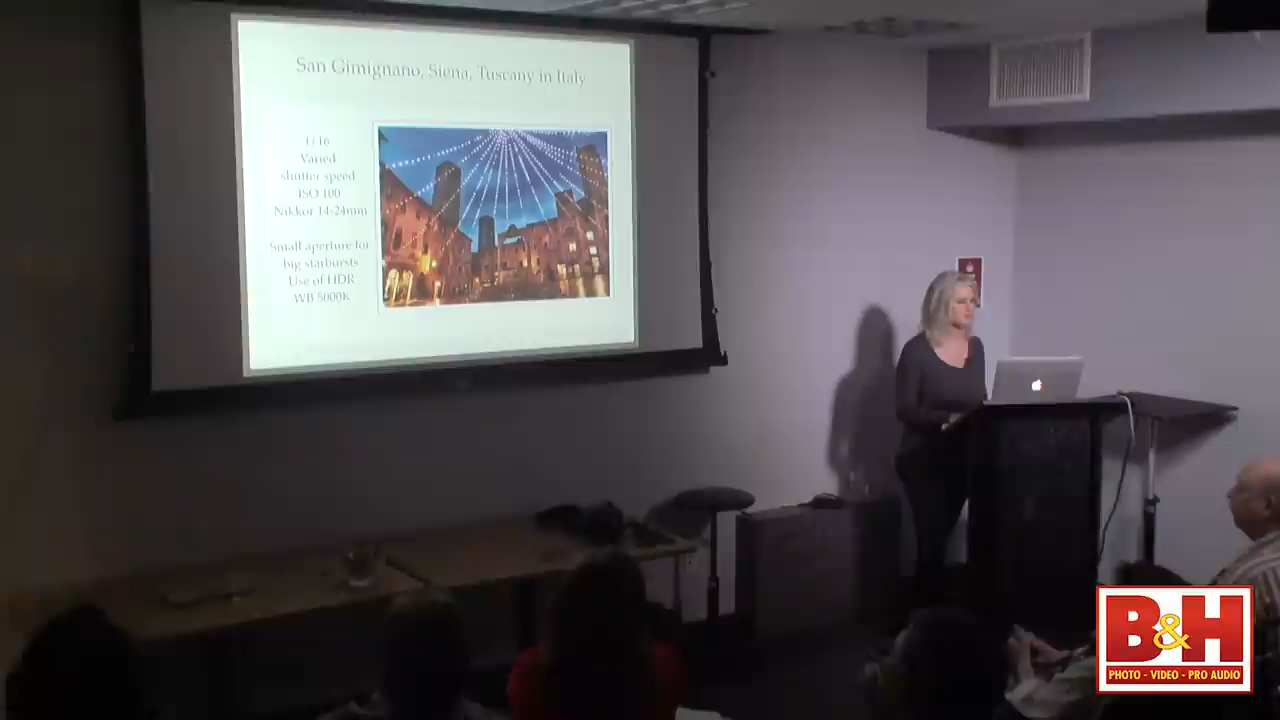 San Gimignano, Siena, Tuscany in Italy
1/16
Varied
shutter speed
ISO 100
Nikkor 14-24mm
Small aperture for
big starbursts
Use of HDR
WB 5000K
B&H
PHOTO - VIDEO - PRO AUDIO